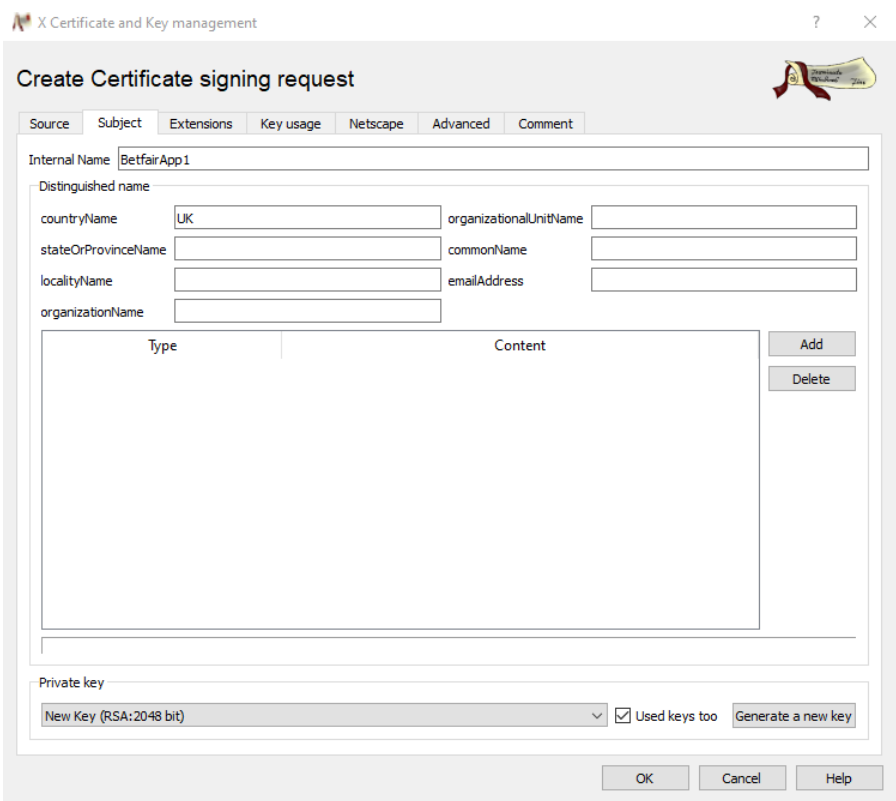 X Certificate and Key management
Create Certificate signing request
Source Subject Extensions Key usage Netscape Advanced Comment
Internal Name BetfairApp1
Distinguished name
countryName UK organizationalUnitName
stateOrProvinceName commonName
localityName emailAddress
organizationName
Type Content Add
Delete
Private key
New Key (RSA:2048 bit) Used keys too Generate a new key
OK Cancel Help